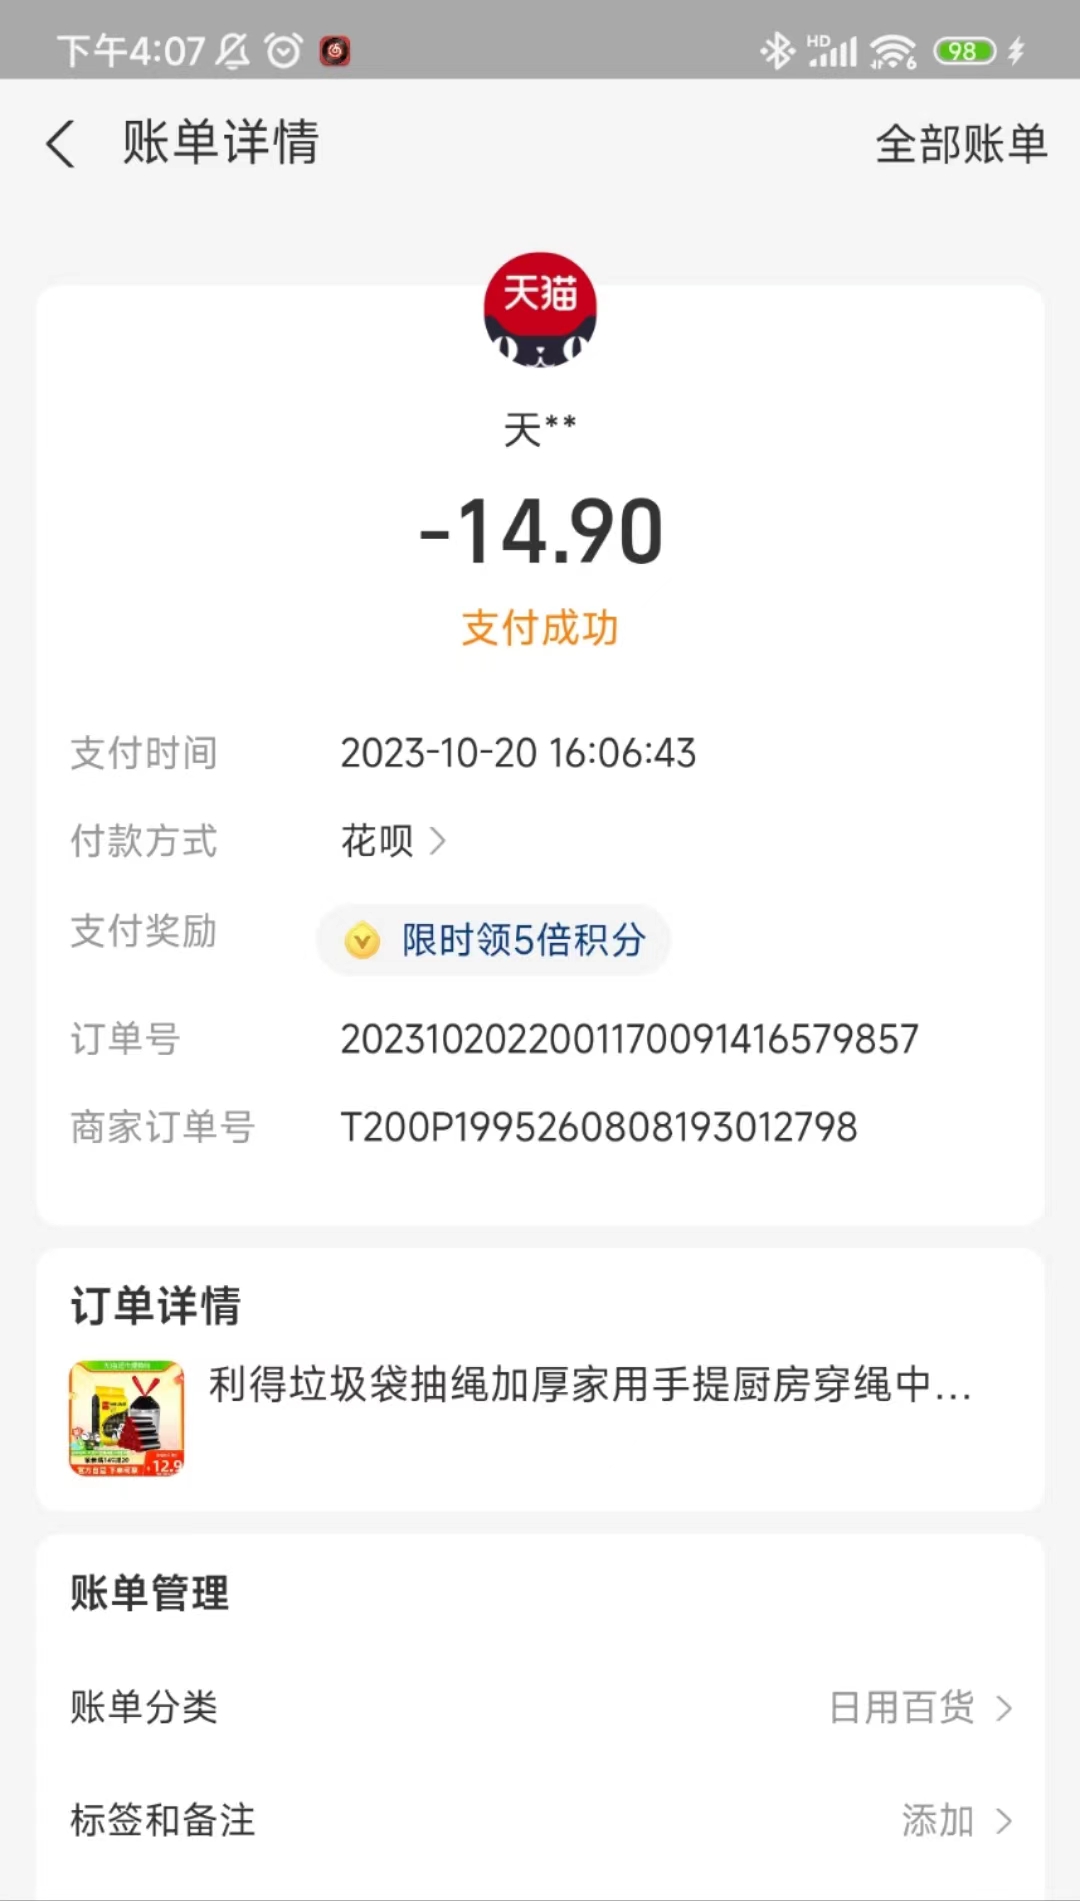 下午4:07 HD 6 98
账单详情 全部账单
天猫
天**
-14.90
支付成功
支付时间 2023-10-20 16:06:43
付款方式 花呗
支付奖励 限时领5倍积分
订单号 2023102022001170091416579857
商家订单号 T200P1995260808193012798
订单详情
利得垃圾袋抽绳加厚家用手提厨房穿绳中...
12.9
账单管理
账单分类 日用百货
标签和备注 添加